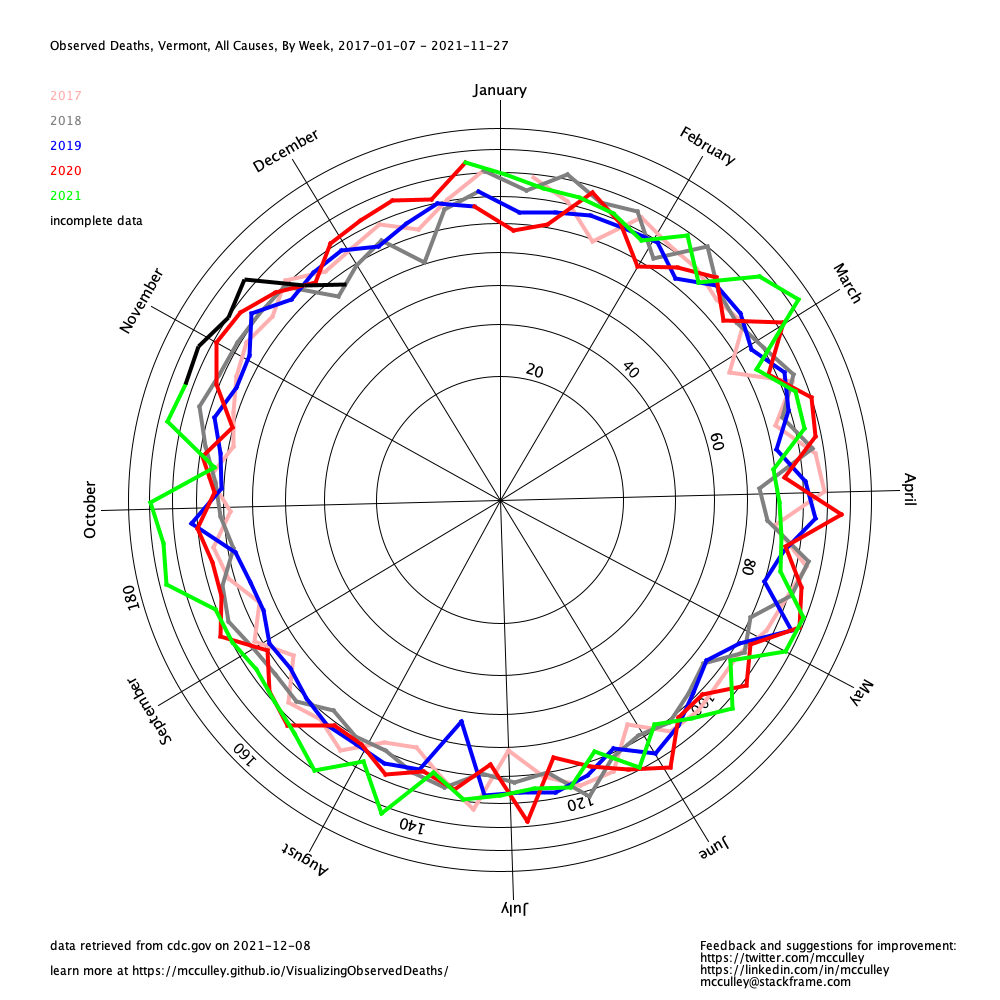 Observed Deaths, Vermont, All Causes, By Week, 2017-01-07 - 2021-11-27
2017
2018
2019
2020
2021
incomplete data
January
February
March
April
May
June
July
August
September
October
November
December
20
40
60
80
100
120
140
160
180
data retrieved from cdc.gov on 2021-12-08
learn more at https://mcculley.github.io/VisualizingObservedDeaths/
Feedback and suggestions for improvement:
https://twitter.com/mcculley
https://linkedin.com/in/mcculley
mcculley@stackframe.com